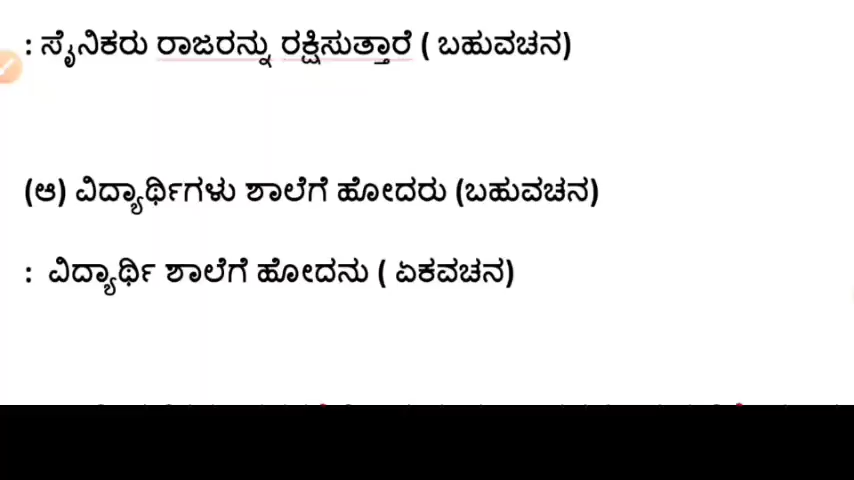 : ಸೈನಿಕರು ರಾಜರನ್ನು ರಕ್ಷಿಸುತ್ತಾರೆ ( ಬಹುವಚನ)
(ಆ) ವಿದ್ಯಾರ್ಥಿಗಳು ಶಾಲೆಗೆ ಹೋದರು (ಬಹುವಚನ)
: ವಿದ್ಯಾರ್ಥಿ ಶಾಲೆಗೆ ಹೋದನು ( ಏಕವಚನ)